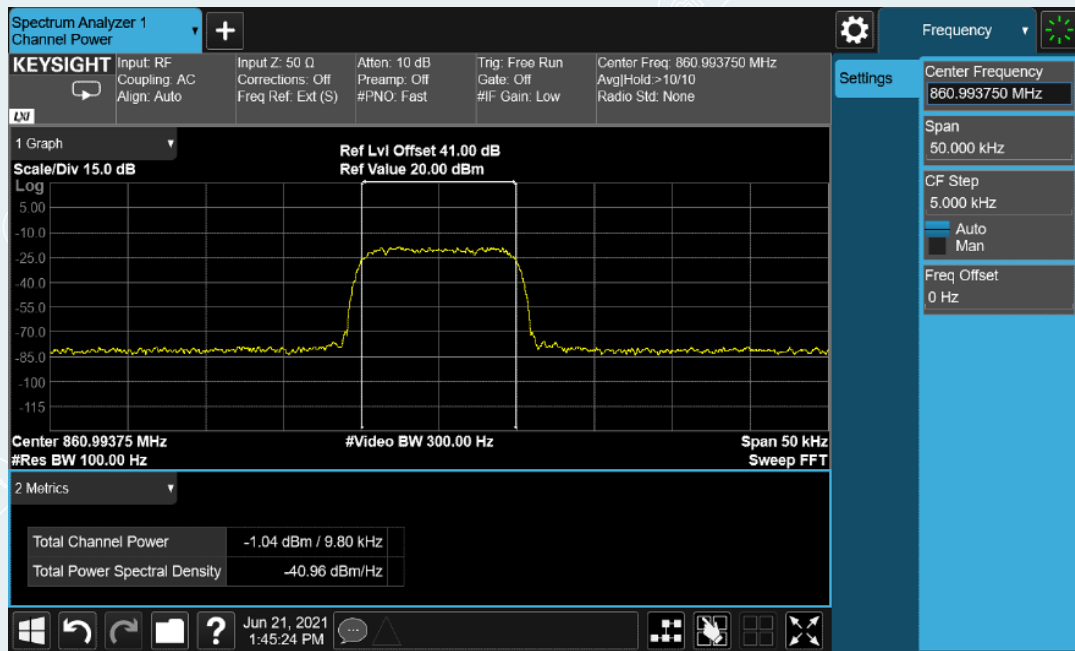 Spectrum Analyzer 1
Channel Power
Frequency
KEYSIGHT
LXI
Input: RF
Coupling: AC
Align: Auto
Input Z: 50 Ω
Corrections: Off
Freq Ref: Ext (S)
Atten: 10 dB
Preamp: Off
#PNO: Fast
Trig: Free Run
Gate: Off
#IF Gain: Low
Center Freq: 860.993750 MHz
Avg|Hold:>10/10
Radio Std: None
Settings
Center Frequency
860.993750 MHz
Span
50.000 kHz
CF Step
5.000 kHz
Auto
Man
Freq Offset
0 Hz
1 Graph
Scale/Div 15.0 dB
Ref Lvl Offset 41.00 dB
Ref Value 20.00 dBm
Log
5.00
-10.0
-25.0
-40.0
-55.0
-70.0
-85.0
-100
-115
Center 860.99375 MHz
#Video BW 300.00 Hz
Span 50 kHz
#Res BW 100.00 Hz
Sweep FFT
2 Metrics
Total Channel Power -1.04 dBm / 9.80 kHz
Total Power Spectral Density -40.96 dBm/Hz
?
Jun 21, 2021
1:45:24 PM